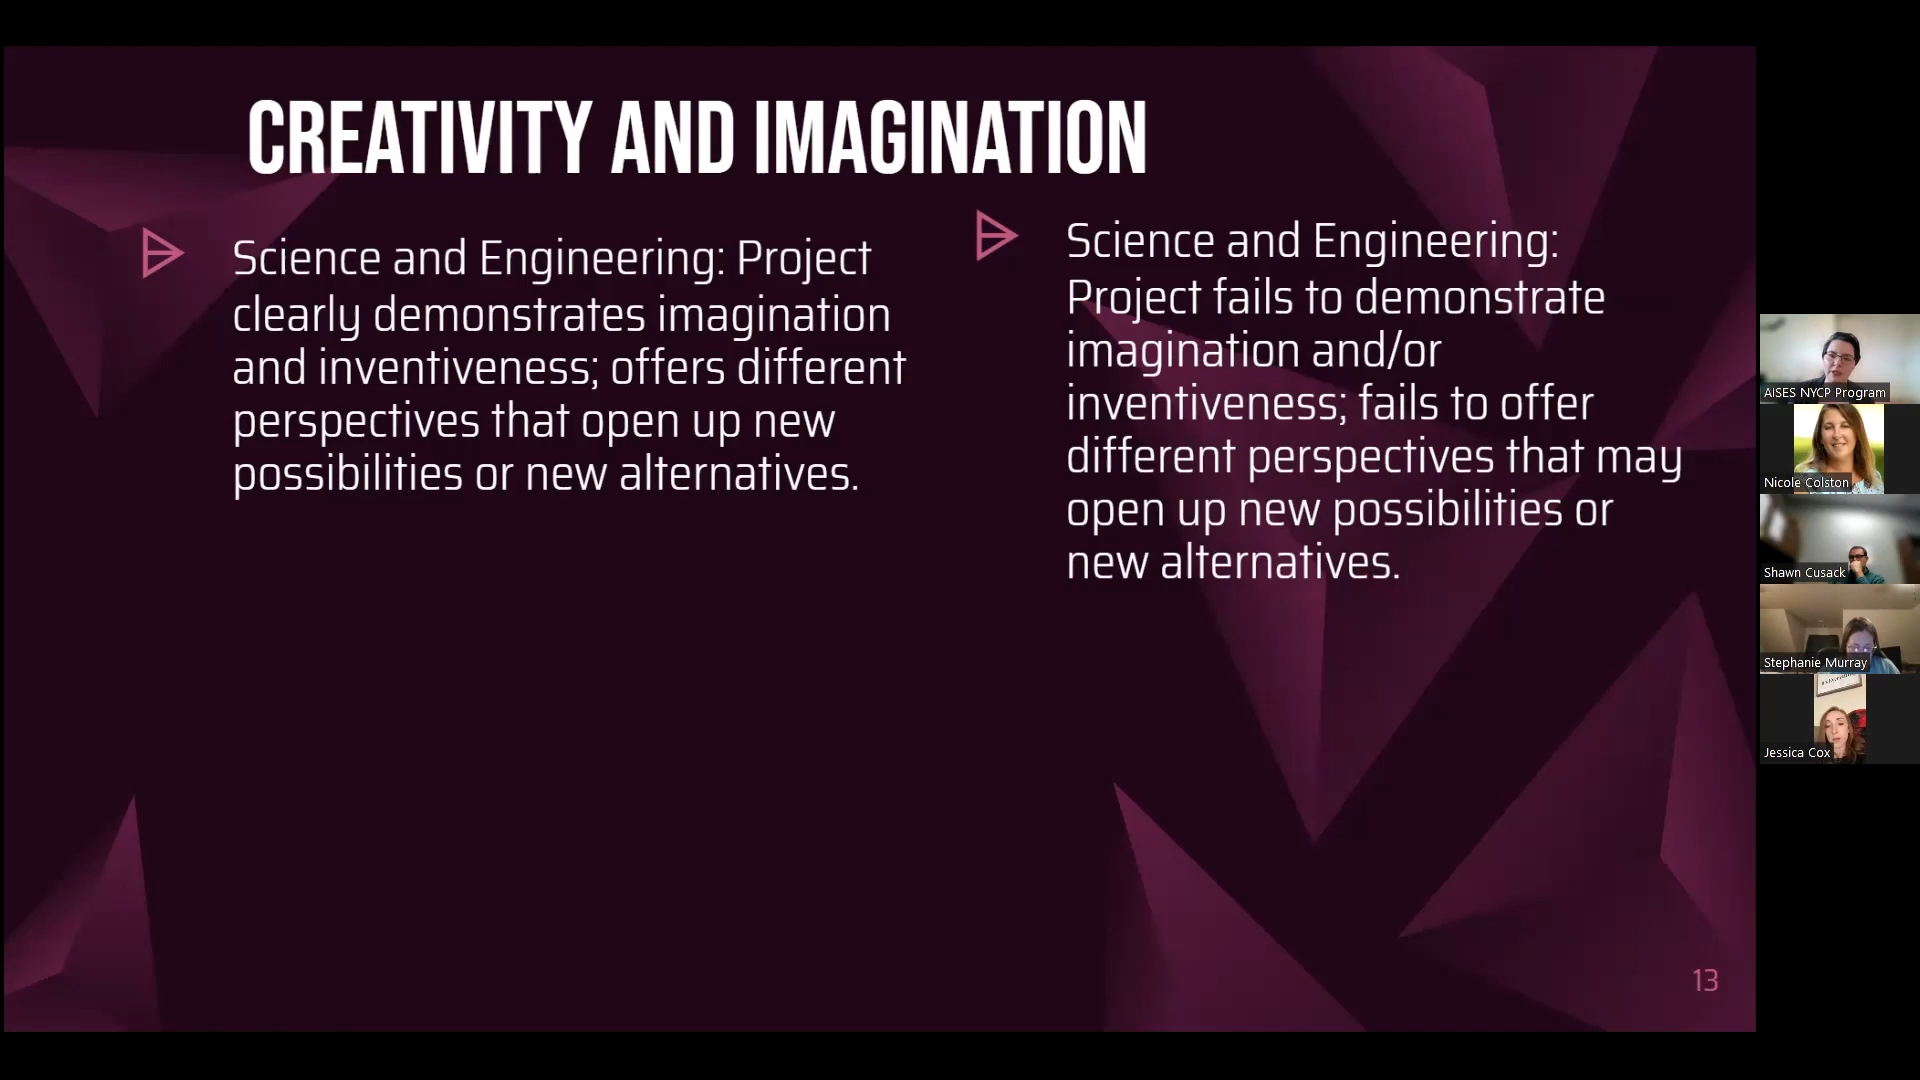 CREATIVITY AND IMAGINATION
Science and Engineering: Project
clearly demonstrates imagination
and inventiveness; offers different
perspectives that open up new
possibilities or new alternatives.
Science and Engineering:
Project fails to demonstrate
imagination and/or
inventiveness; fails to offer
different perspectives that may
open up new possibilities or
new alternatives.
13
AISES NYCP Program
Nicole Colston
Shawn Cusack
Stephanie Murray
Jessica Cox